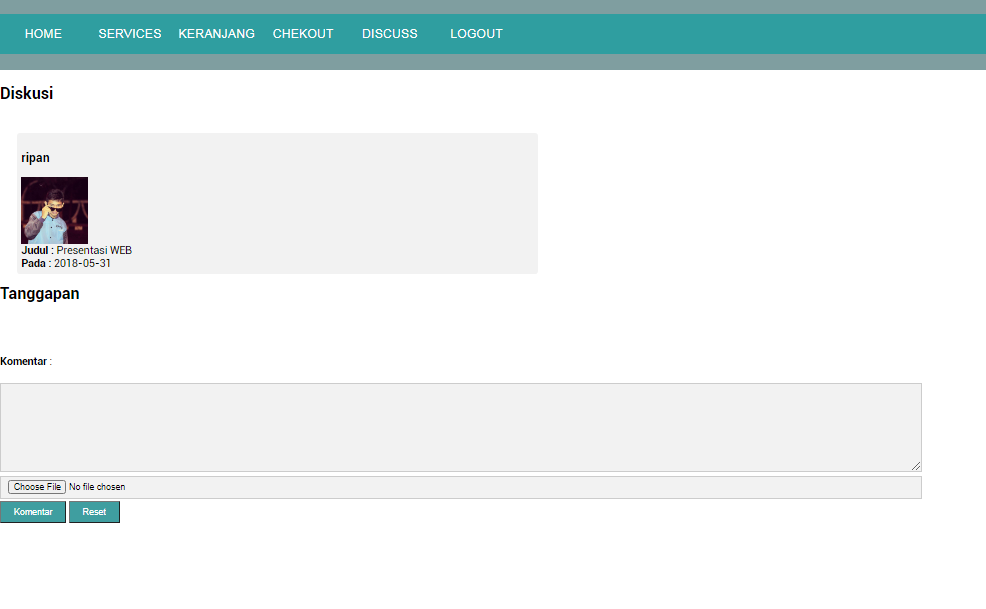 HOME SERVICES KERANJANG CHEKOUT DISCUSS LOGOUT
Diskusi
ripan
Judul : Presentasi WEB
Pada : 2018-05-31
Tanggapan
Komentar :
Choose File No file chosen
Komentar Reset